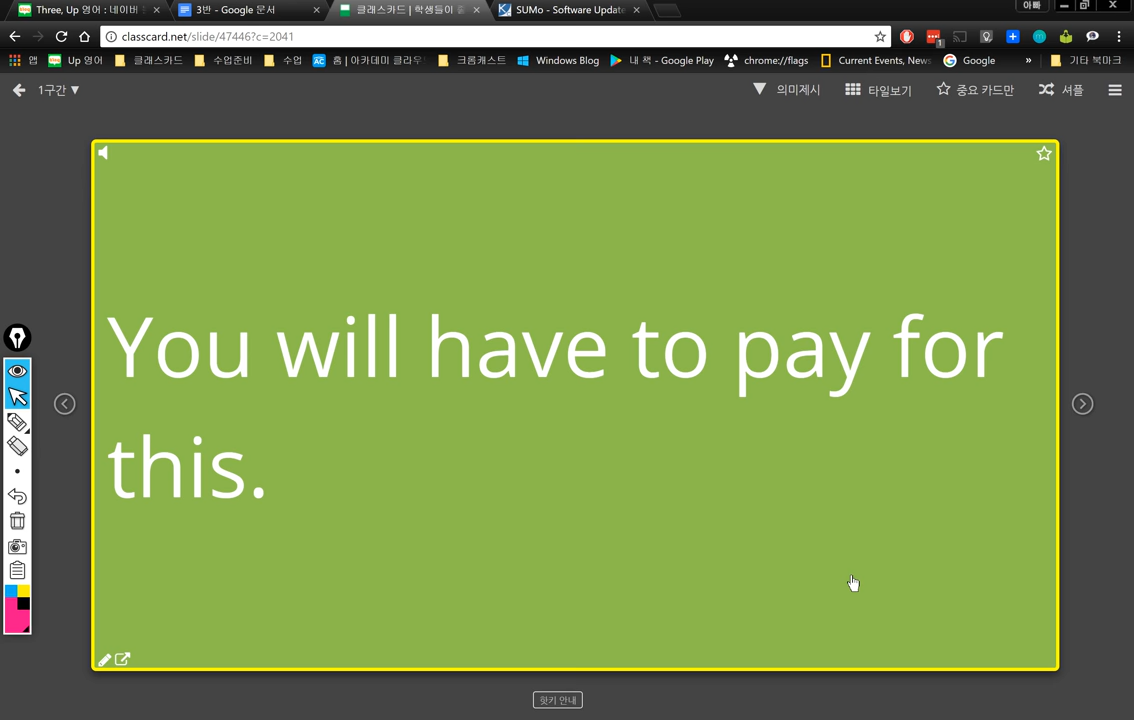 Three, Up 영어 : 네이버
3반 - Google 문서
클래스카드 | 학생들이
SUMo - Software Update
아빠
classcard.net/slide/47446?c=2041
1
앱
Up 영어
클래스카드
수업준비
수업
AC
홈 | 아카데미 클라우
크롬캐스트
Windows Blog
내 책 - Google Play
chrome://flags
Current Events, News
Google
»
기타 북마크
1구간 ▼
의미제시
타일보기
중요 카드만
셔플
You will have to pay for
this.
핫키 안내